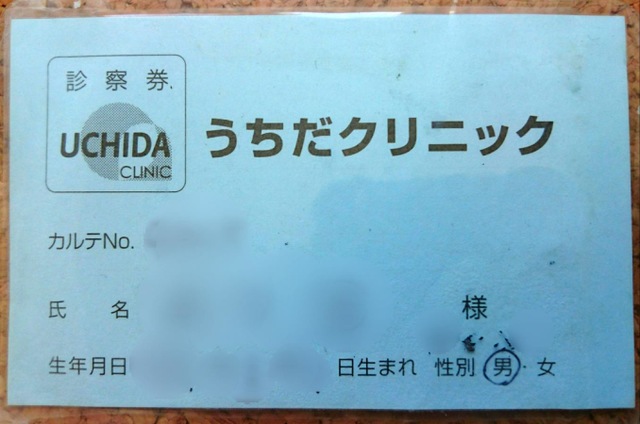 診察券
UCHIDA
CLINIC
うちだクリニック
カルテNo.
氏 名 様
生年月日 日生まれ 性別 男・女